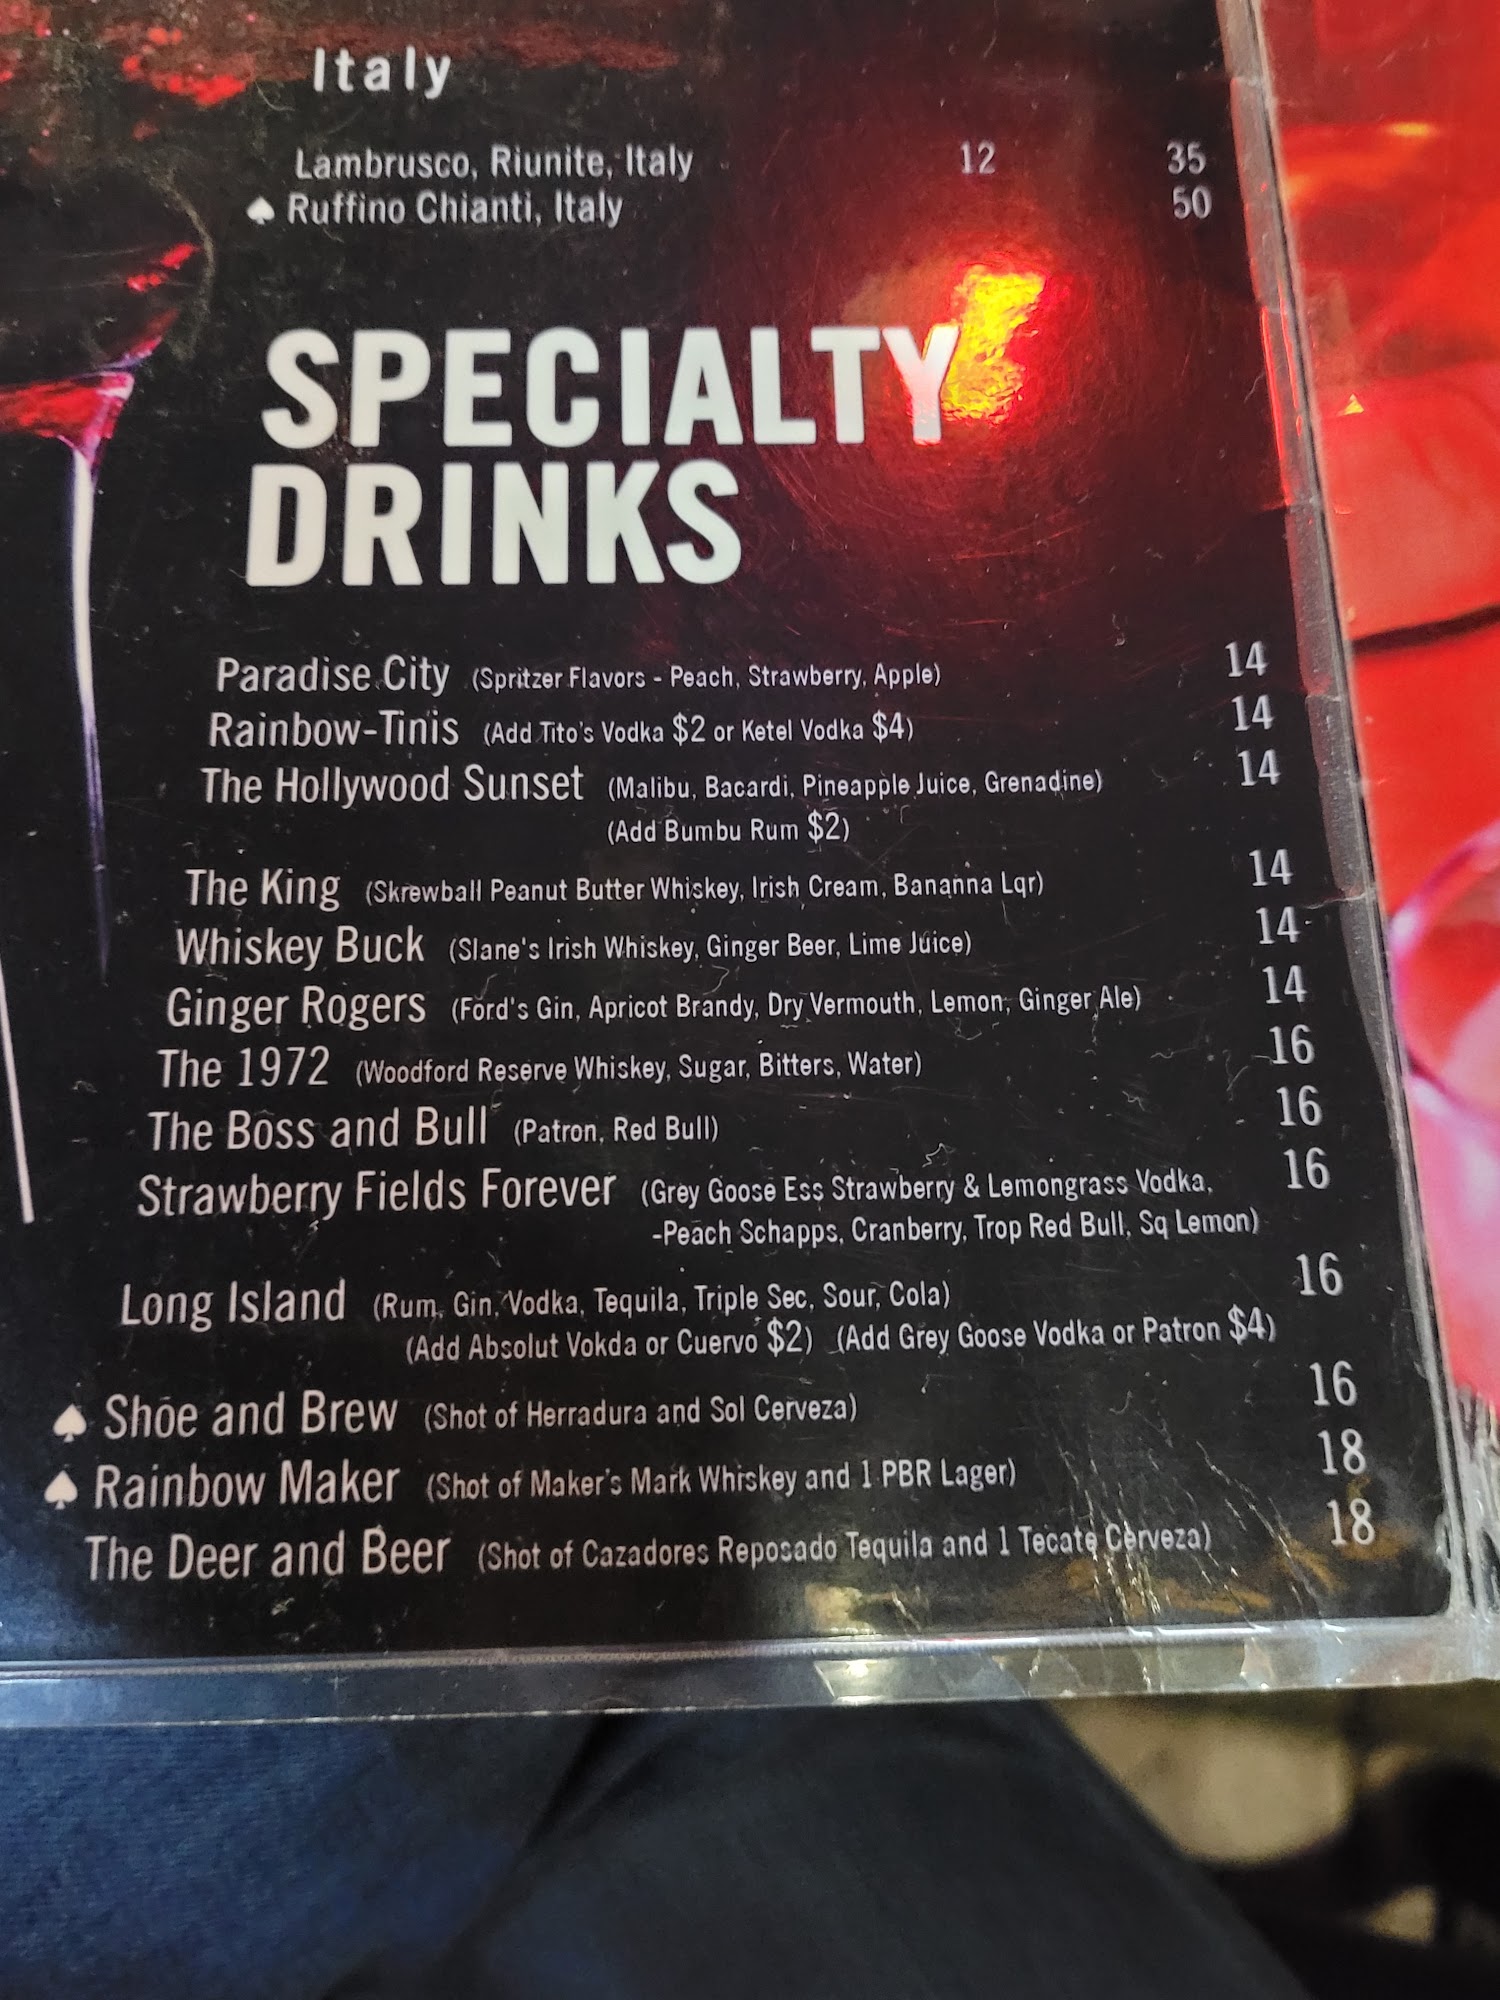 Italy
Lambrusco, Riunite, Italy 12 35
♠ Ruffino Chianti, Italy 50
SPECIALTY
DRINKS
Paradise City (Spritzer Flavors - Peach, Strawberry, Apple) 14
Rainbow-Tinis (Add Tito's Vodka $2 or Ketel Vodka $4) 14
The Hollywood Sunset (Malibu, Bacardi, Pineapple Juice, Grenadine) 14
(Add Bumbu Rum $2)
The King (Skrewball Peanut Butter Whiskey, Irish Cream, Bananna Lqr) 14
Whiskey Buck (Slane's Irish Whiskey, Ginger Beer, Lime Juice) 14
Ginger Rogers (Ford's Gin, Apricot Brandy, Dry Vermouth, Lemon, Ginger Ale) 14
The 1972 (Woodford Reserve Whiskey, Sugar, Bitters, Water) 16
The Boss and Bull (Patron, Red Bull) 16
Strawberry Fields Forever (Grey Goose Ess Strawberry & Lemongrass Vodka, 16
-Peach Schapps, Cranberry, Trop Red Bull, Sq Lemon)
Long Island (Rum, Gin, Vodka, Tequila, Triple Sec, Sour, Cola) 16
(Add Absolut Vokda or Cuervo $2) (Add Grey Goose Vodka or Patron $4)
♠ Shoe and Brew (Shot of Herradura and Sol Cerveza) 16
♠ Rainbow Maker (Shot of Maker's Mark Whiskey and 1 PBR Lager) 18
The Deer and Beer (Shot of Cazadores Reposado Tequila and 1 Tecate Cerveza) 18